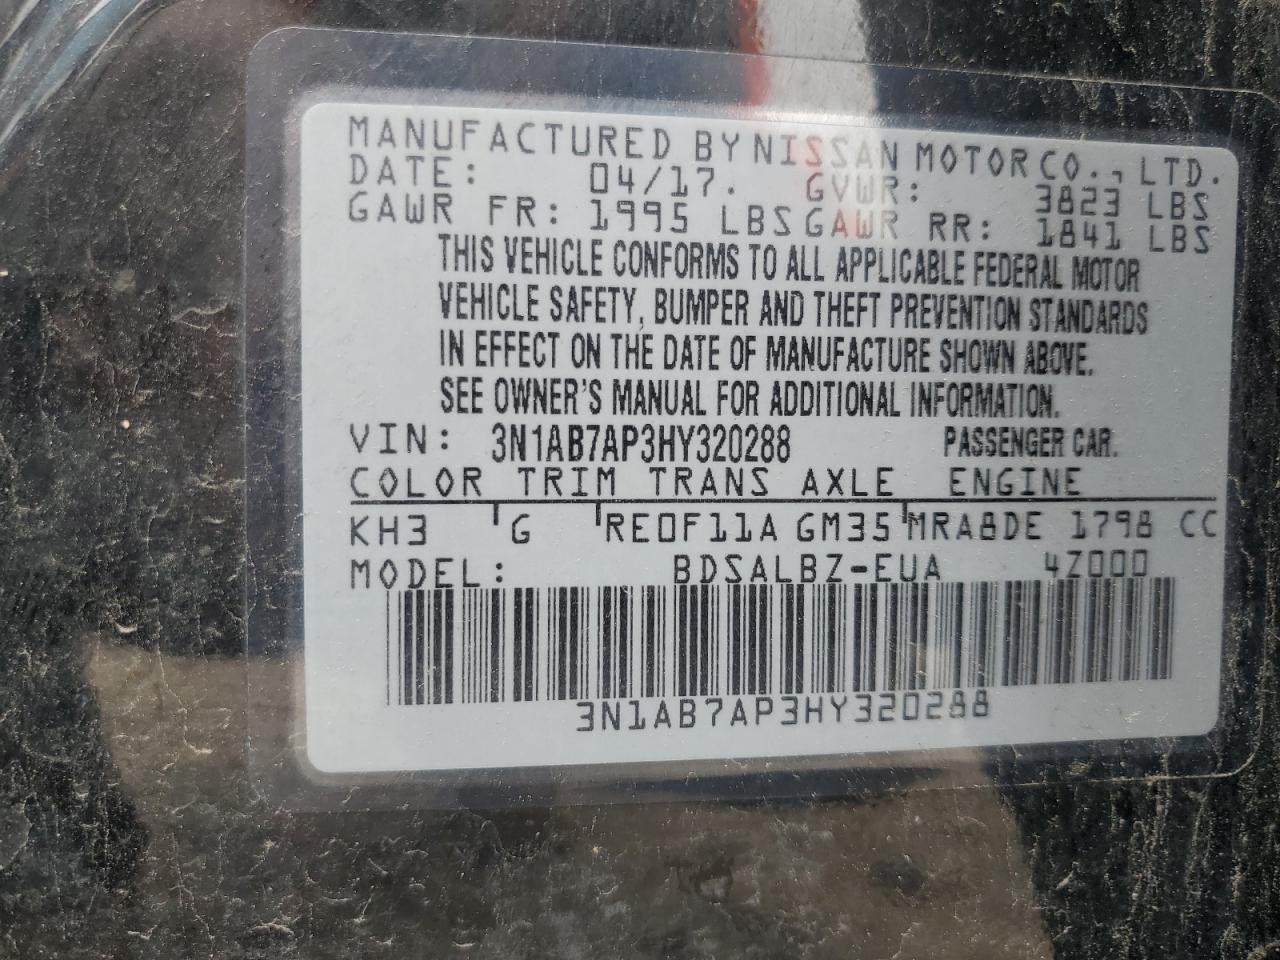 MANUFACTURED BY NISSAN MOTOR CO., LTD.
DATE: 04/17. GVWR: 3823 LBS
GAWR FR: 1995 LBS GAWR RR: 1841 LBS
THIS VEHICLE CONFORMS TO ALL APPLICABLE FEDERAL MOTOR
VEHICLE SAFETY, BUMPER AND THEFT PREVENTION STANDARDS
IN EFFECT ON THE DATE OF MANUFACTURE SHOWN ABOVE.
SEE OWNER'S MANUAL FOR ADDITIONAL INFORMATION.
VIN: 3N1AB7AP3HY320288 PASSENGER CAR.
COLOR TRIM TRANS AXLE ENGINE
KH3 G RE0F11A GM35 MRA8DE 1798 CC
MODEL: BDSALBZ-EUA 4Z000
3N1AB7AP3HY320288